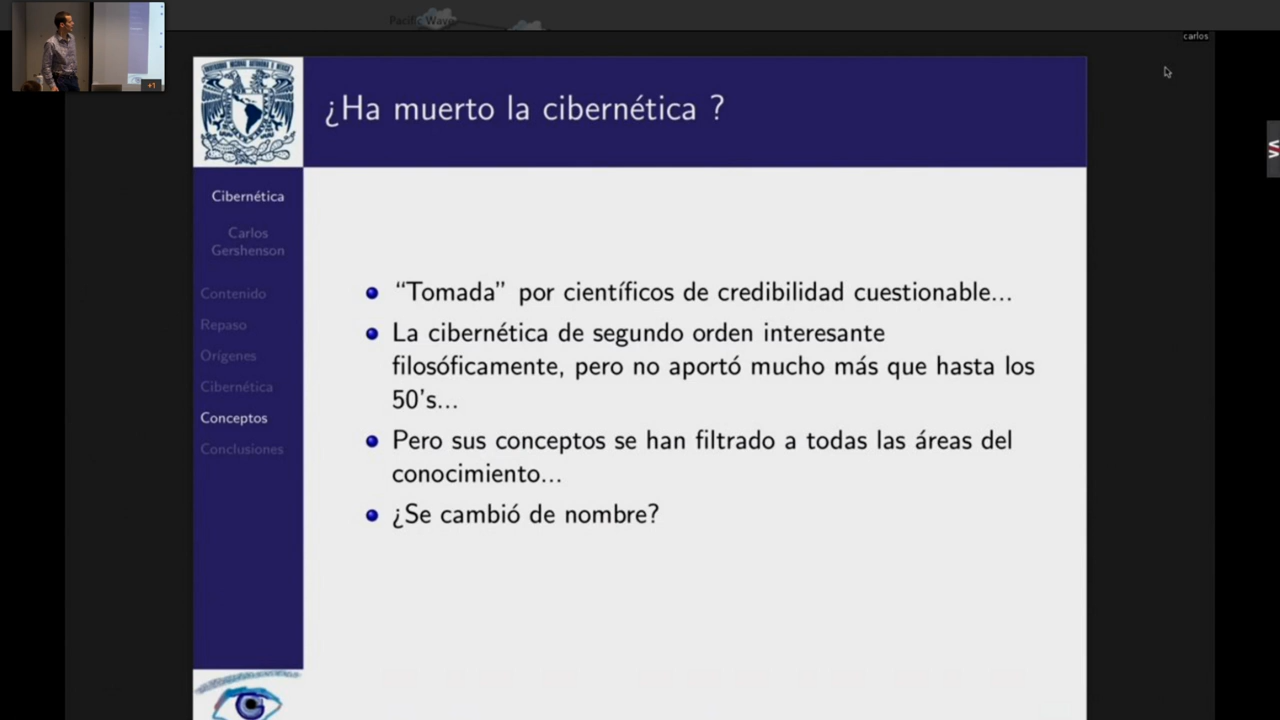 Pacific Wave
carlos
¿Ha muerto la cibernética ?
Cibernética
Carlos
Gershenson
Contenido
Repaso
Orígenes
Cibernética
Conceptos
Conclusiones
“Tomada” por científicos de credibilidad cuestionable...
La cibernética de segundo orden interesante
filosóficamente, pero no aportó mucho más que hasta los
50's...
Pero sus conceptos se han filtrado a todas las áreas del
conocimiento...
¿Se cambió de nombre?